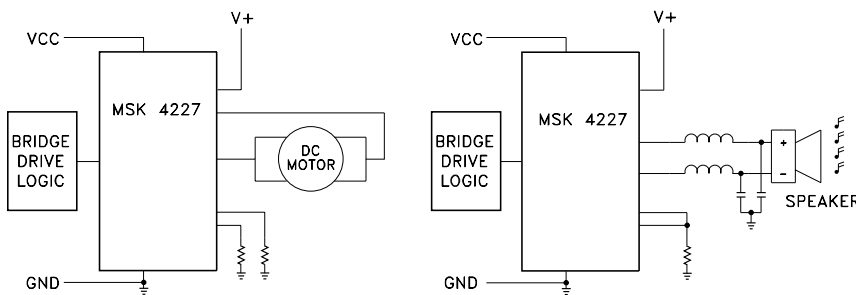 VCC
V+
MSK 4227
BRIDGE
DRIVE
LOGIC
DC
MOTOR
GND
VCC
V+
MSK 4227
BRIDGE
DRIVE
LOGIC
+
-
SPEAKER
GND